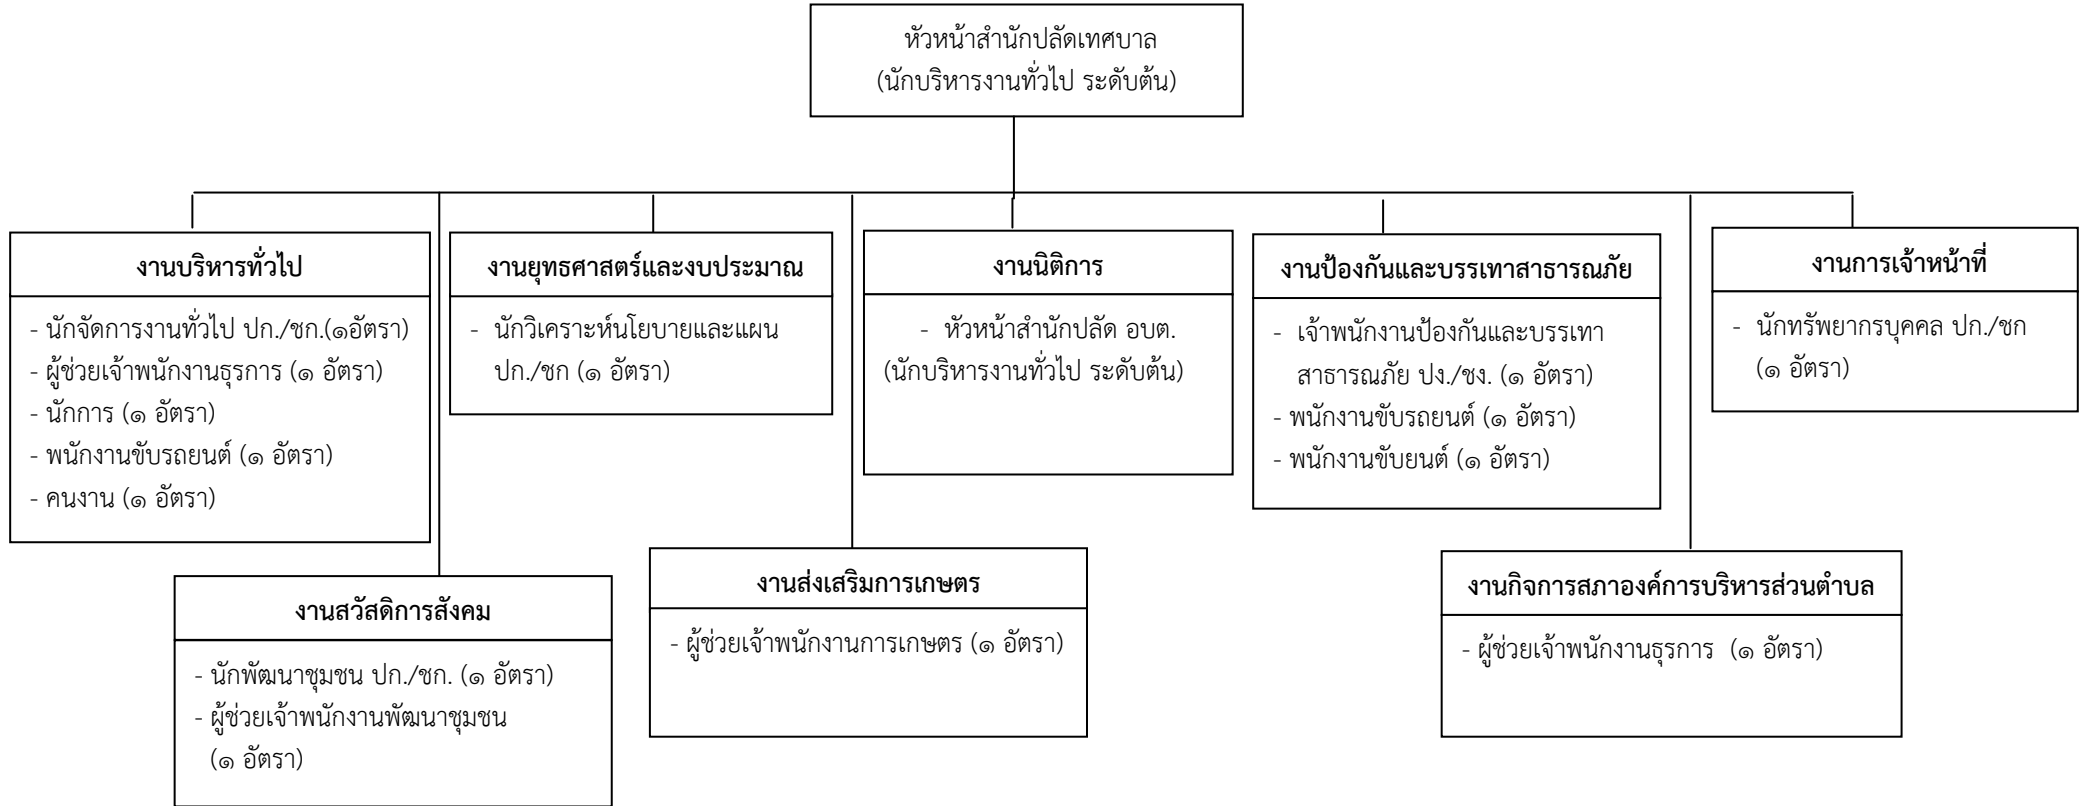 หัวหน้าสำนักปลัดเทศบาล
(นักบริหารงานทั่วไป ระดับต้น)
งานบริหารทั่วไป
- นักจัดการงานทั่วไป ปก./ชก.(๑อัตรา)
- ผู้ช่วยเจ้าพนักงานธุรการ (๑ อัตรา)
- นักการ (๑ อัตรา)
- พนักงานขับรถยนต์ (๑ อัตรา)
- คนงาน (๑ อัตรา)
งานยุทธศาสตร์และงบประมาณ
- นักวิเคราะห์นโยบายและแผน
ปก./ชก (๑ อัตรา)
งานนิติการ
- หัวหน้าสำนักปลัด อบต.
(นักบริหารงานทั่วไป ระดับต้น)
งานป้องกันและบรรเทาสาธารณภัย
- เจ้าพนักงานป้องกันและบรรเทา
สาธารณภัย ปง./ชง. (๑ อัตรา)
- พนักงานขับรถยนต์ (๑ อัตรา)
- พนักงานขับยนต์ (๑ อัตรา)
งานการเจ้าหน้าที่
- นักทรัพยากรบุคคล ปก./ชก
(๑ อัตรา)
งานสวัสดิการสังคม
- นักพัฒนาชุมชน ปก./ชก. (๑ อัตรา)
- ผู้ช่วยเจ้าพนักงานพัฒนาชุมชน
(๑ อัตรา)
งานส่งเสริมการเกษตร
- ผู้ช่วยเจ้าพนักงานการเกษตร (๑ อัตรา)
งานกิจการสภาองค์การบริหารส่วนตำบล
- ผู้ช่วยเจ้าพนักงานธุรการ (๑ อัตรา)